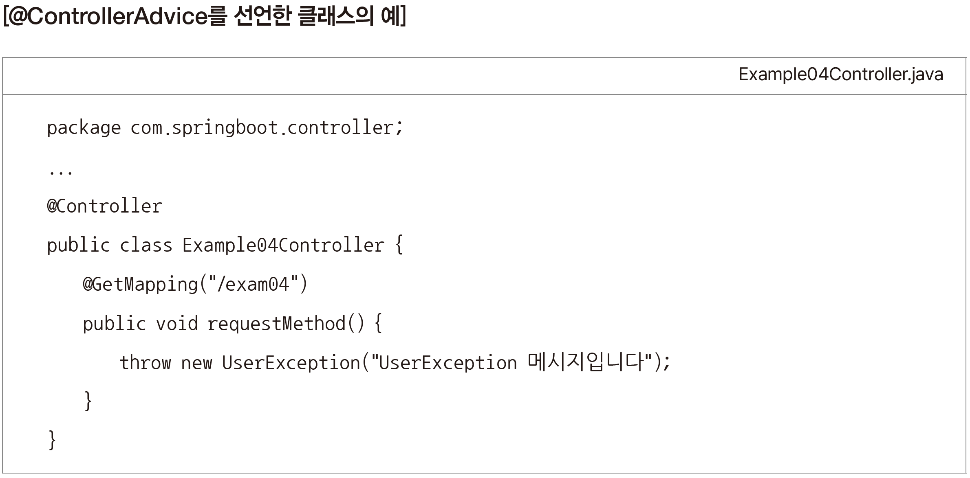 [@ControllerAdvice를 선언한 클래스의 예]
Example04Controller.java
package com.springboot.controller;
...
@Controller
public class Example04Controller {
@GetMapping("/exam04")
public void requestMethod() {
throw new UserException("UserException 메시지입니다");
}
}